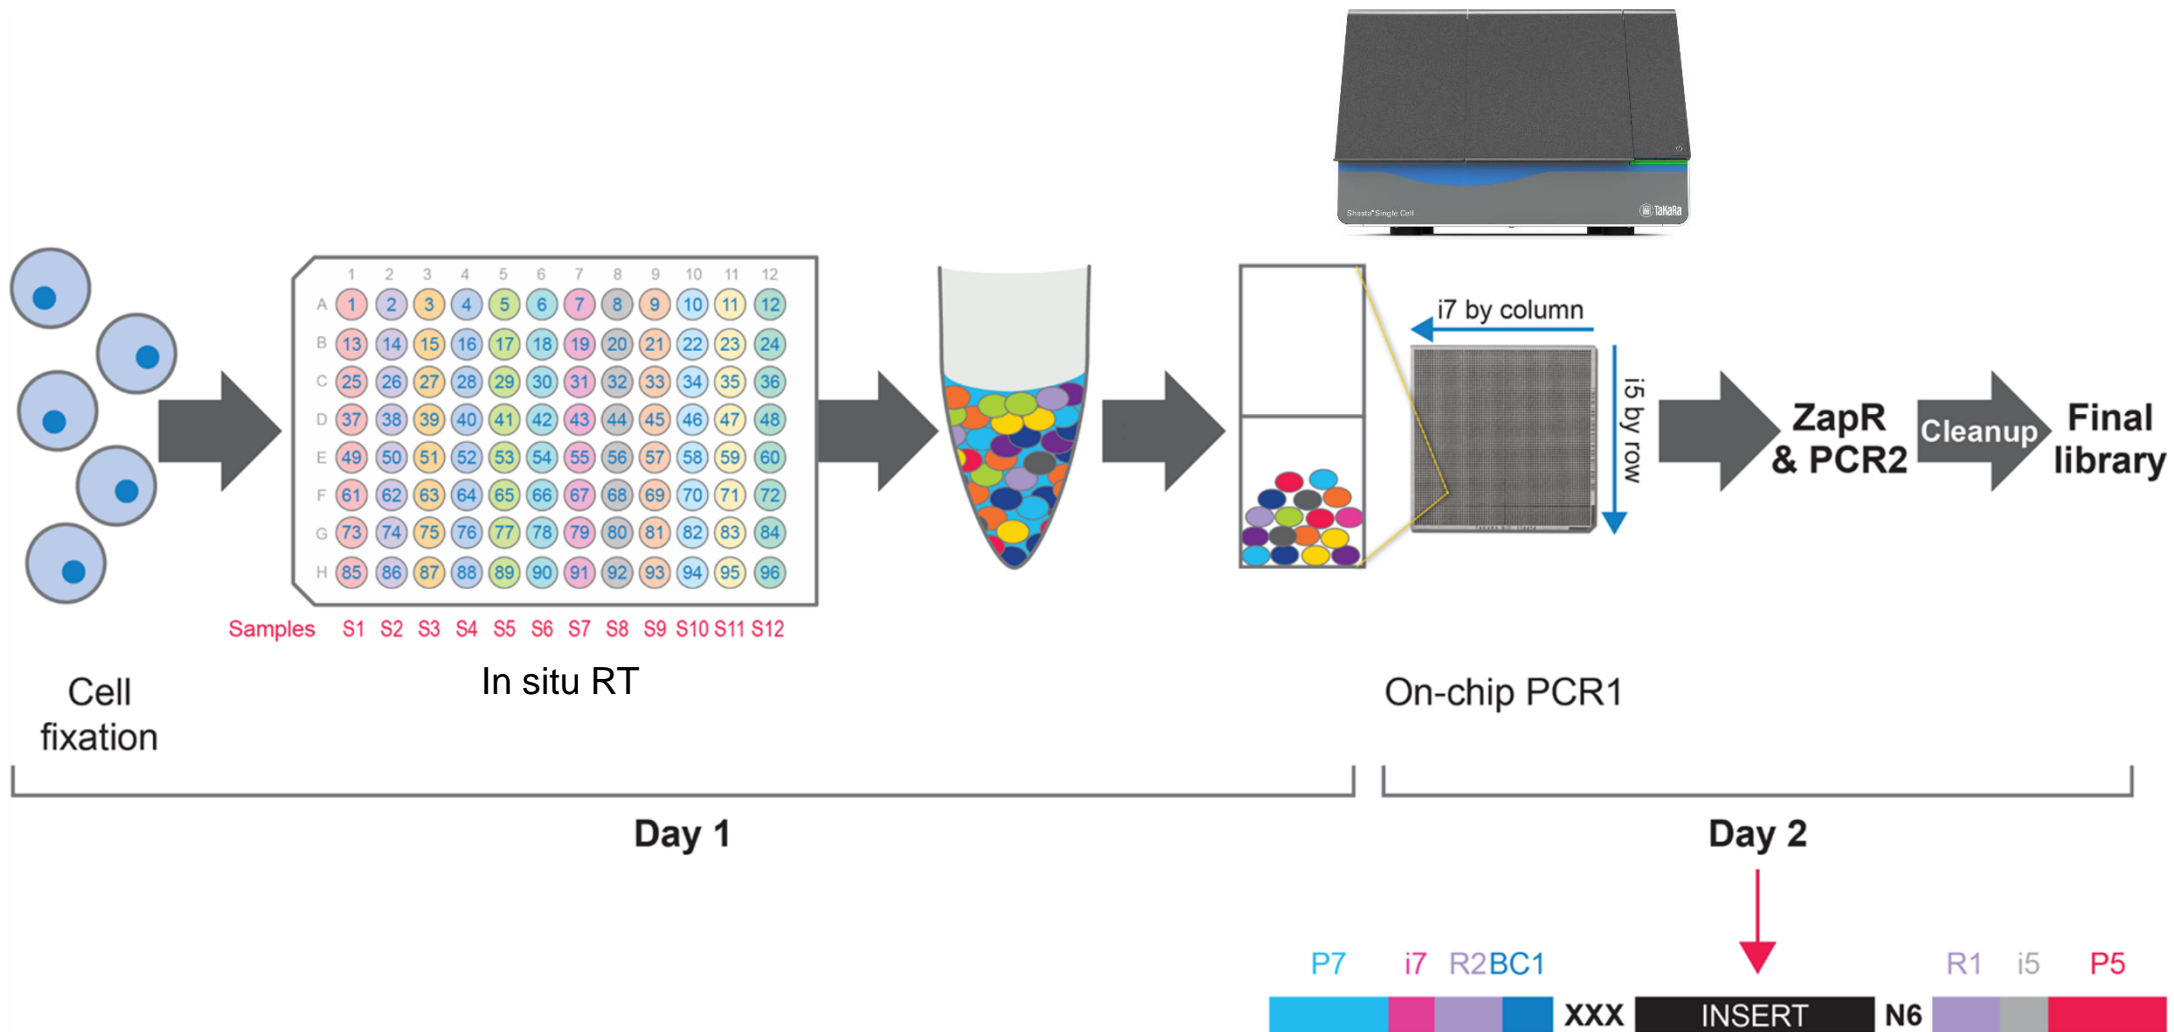 Shasta Single Cell
TaKaRa
i7 by column
i5 by row
1 2 3 4 5 6 7 8 9 10 11 12
A 1 2 3 4 5 6 7 8 9 10 11 12
B 13 14 15 16 17 18 19 20 21 22 23 24
C 25 26 27 28 29 30 31 32 33 34 35 36
D 37 38 39 40 41 42 43 44 45 46 47 48
E 49 50 51 52 53 54 55 56 57 58 59 60
F 61 62 63 64 65 66 67 68 69 70 71 72
G 73 74 75 76 77 78 79 80 81 82 83 84
H 85 86 87 88 89 90 91 92 93 94 95 96
Samples S1 S2 S3 S4 S5 S6 S7 S8 S9 S10 S11 S12
ZapR
& PCR2
Cleanup
Final
library
Cell
fixation
In situ RT
On-chip PCR1
Day 1
Day 2
P7 i7 R2 BC1 R1 i5 P5
XXX INSERT N6